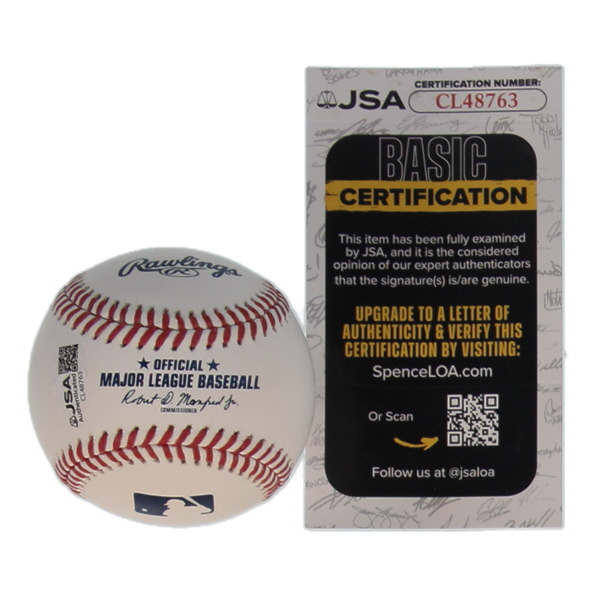 Rawlings
R
OFFICIAL
MAJOR LEAGUE BASEBALL
Robert D. Manfred Jr.
COMMISSIONER
JSA
Authenticated
CL48763
JSA
CERTIFICATION NUMBER:
CL48763
BASIC
CERTIFICATION
This item has been fully examined
by JSA, and it is the considered
opinion of our expert authenticators
that the signature(s) is/are genuine.
UPGRADE TO A LETTER OF
AUTHENTICITY & VERIFY THIS
CERTIFICATION BY VISITING:
SpenceLOA.com
Or Scan
Follow us at @jsaloa